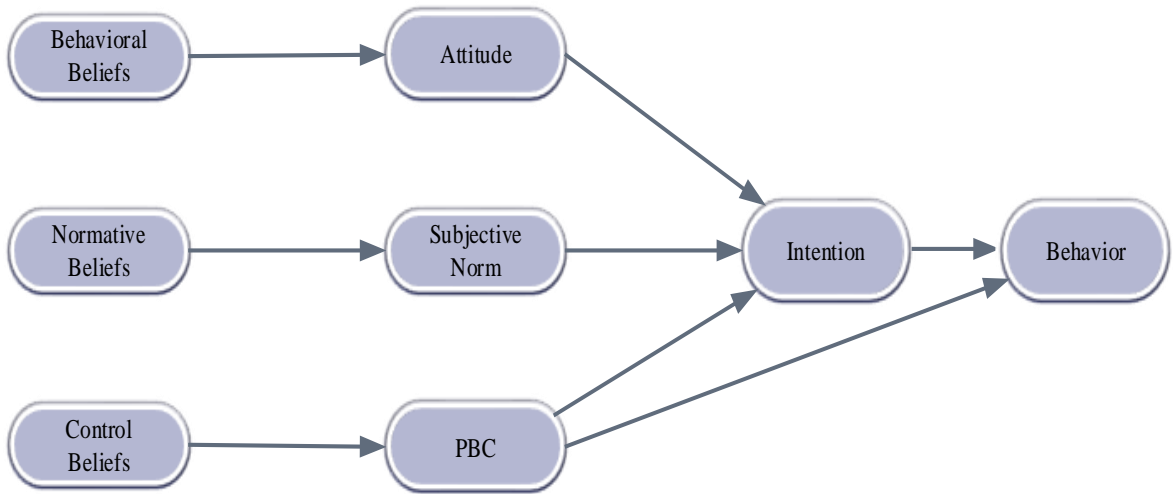 Behavioral
Beliefs
Attitude
Normative
Beliefs
Subjective
Norm
Intention
Behavior
Control
Beliefs
PBC